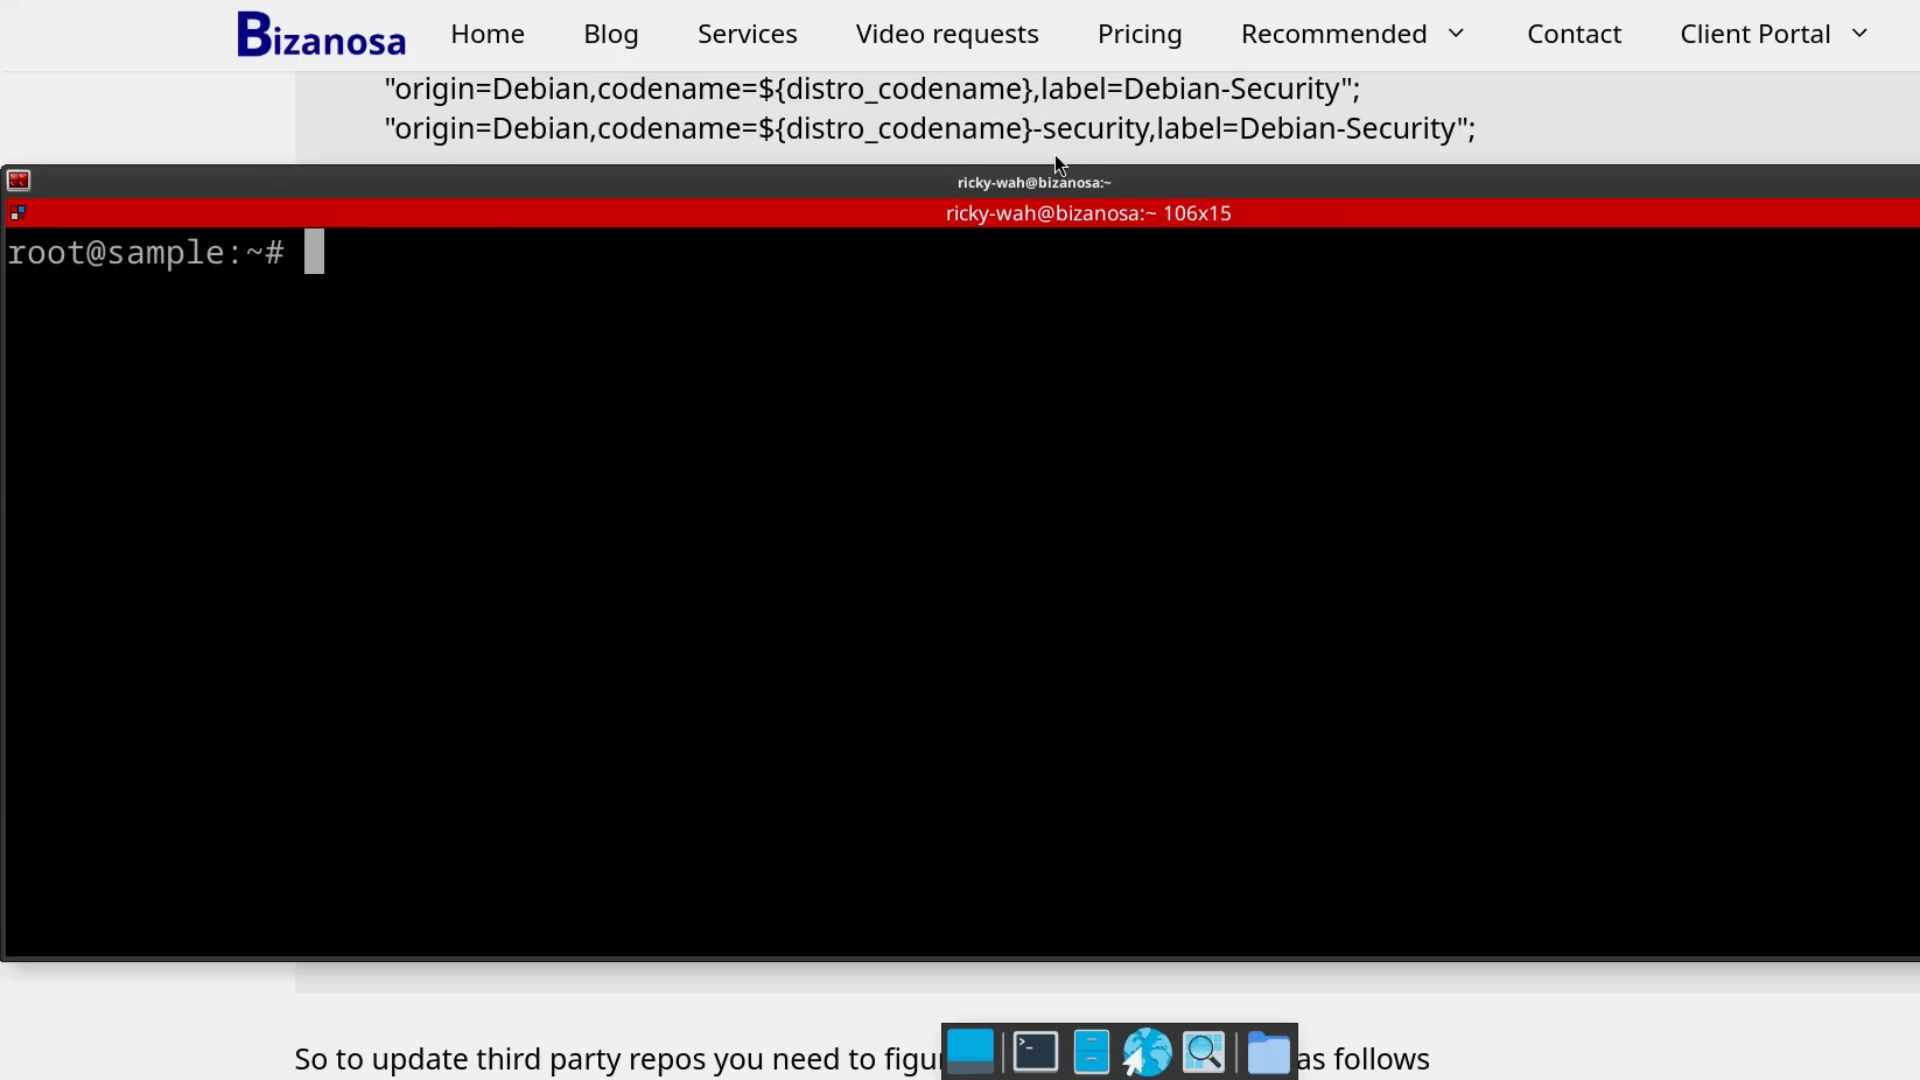 Bizanosa Home Blog Services Video requests Pricing Recommended Contact Client Portal
"origin=Debian,codename=${distro_codename},label=Debian-Security";
"origin=Debian,codename=${distro_codename}-security,label=Debian-Security";
ricky-wah@bizanosa:~
ricky-wah@bizanosa:~ 106x15
root@sample:~#
So to update third party repos you need to as follows